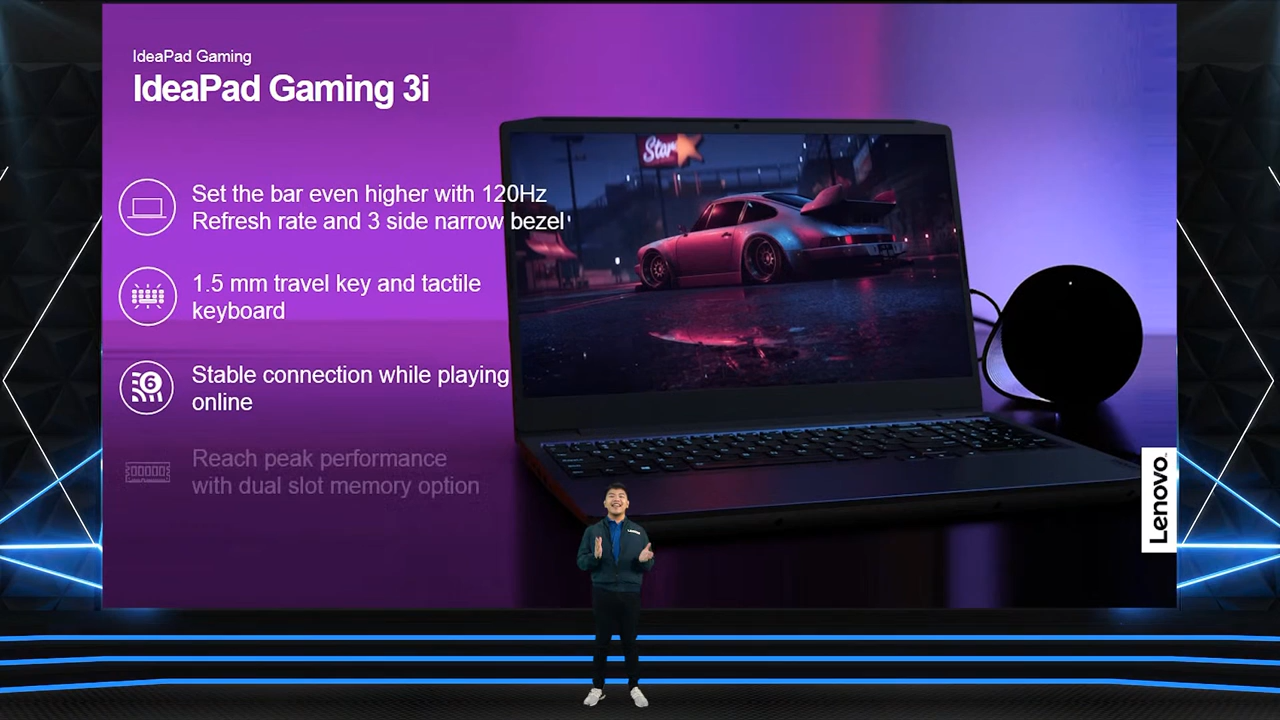 IdeaPad Gaming
IdeaPad Gaming 3i
Set the bar even higher with 120Hz
Refresh rate and 3 side narrow bezel
1.5 mm travel key and tactile
keyboard
6
Stable connection while playing
online
Reach peak performance
with dual slot memory option
Star
Lenovo